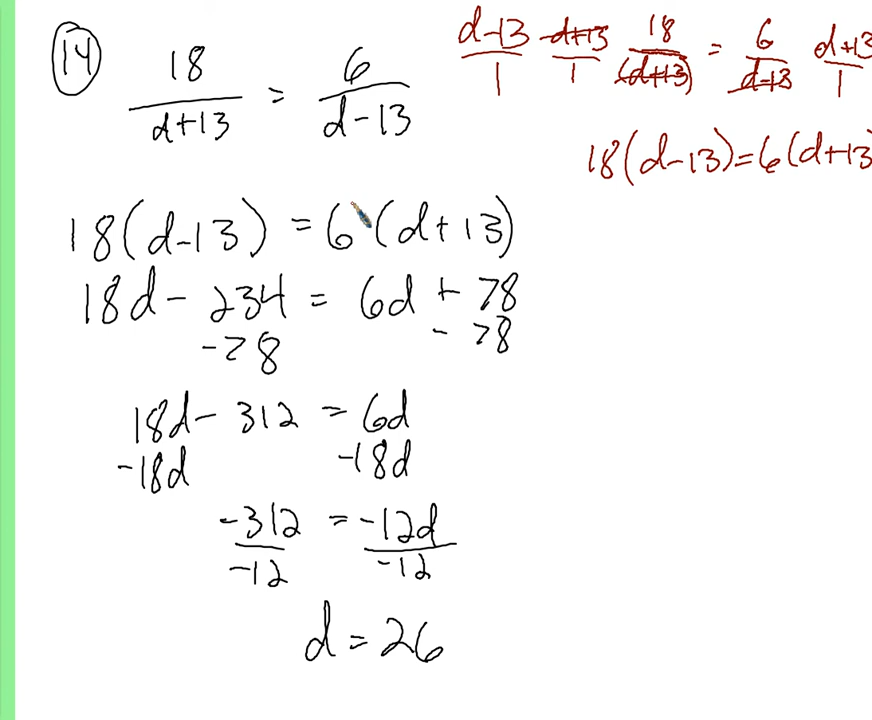 14
18/(d+13) = 6/(d-13)
18(d-13) = 6(d+13)
18d - 234 = 6d + 78
-78 - 78
18d - 312 = 6d
-18d -18d
-312/-12 = -12d/-12
d = 26
(d-13)/1 (d+13)/1 18/(d+13) = 6/(d-13) (d+13)/1
18(d-13)=6(d+13)